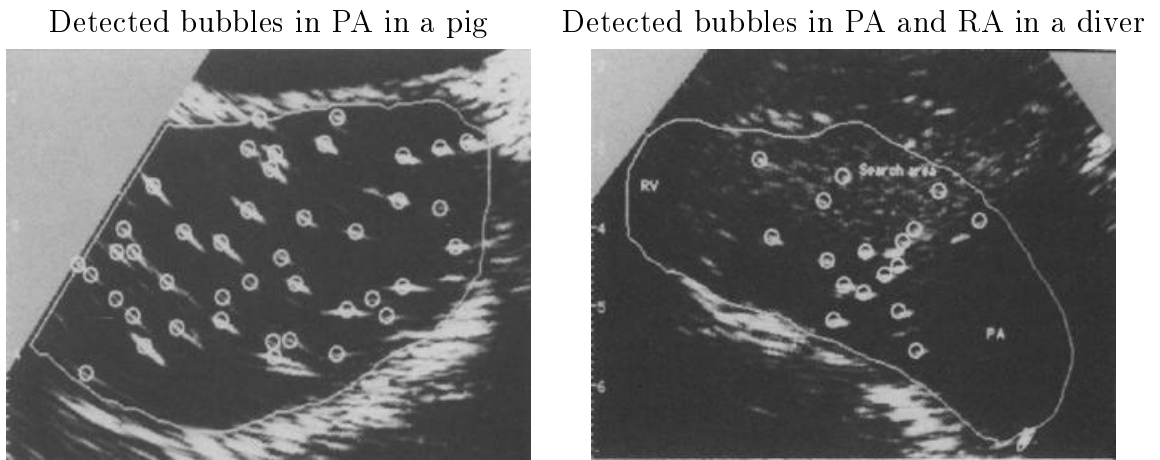 Detected bubbles in PA in a pig
Detected bubbles in PA and RA in a diver
Search area
RV
4
5
PA
6